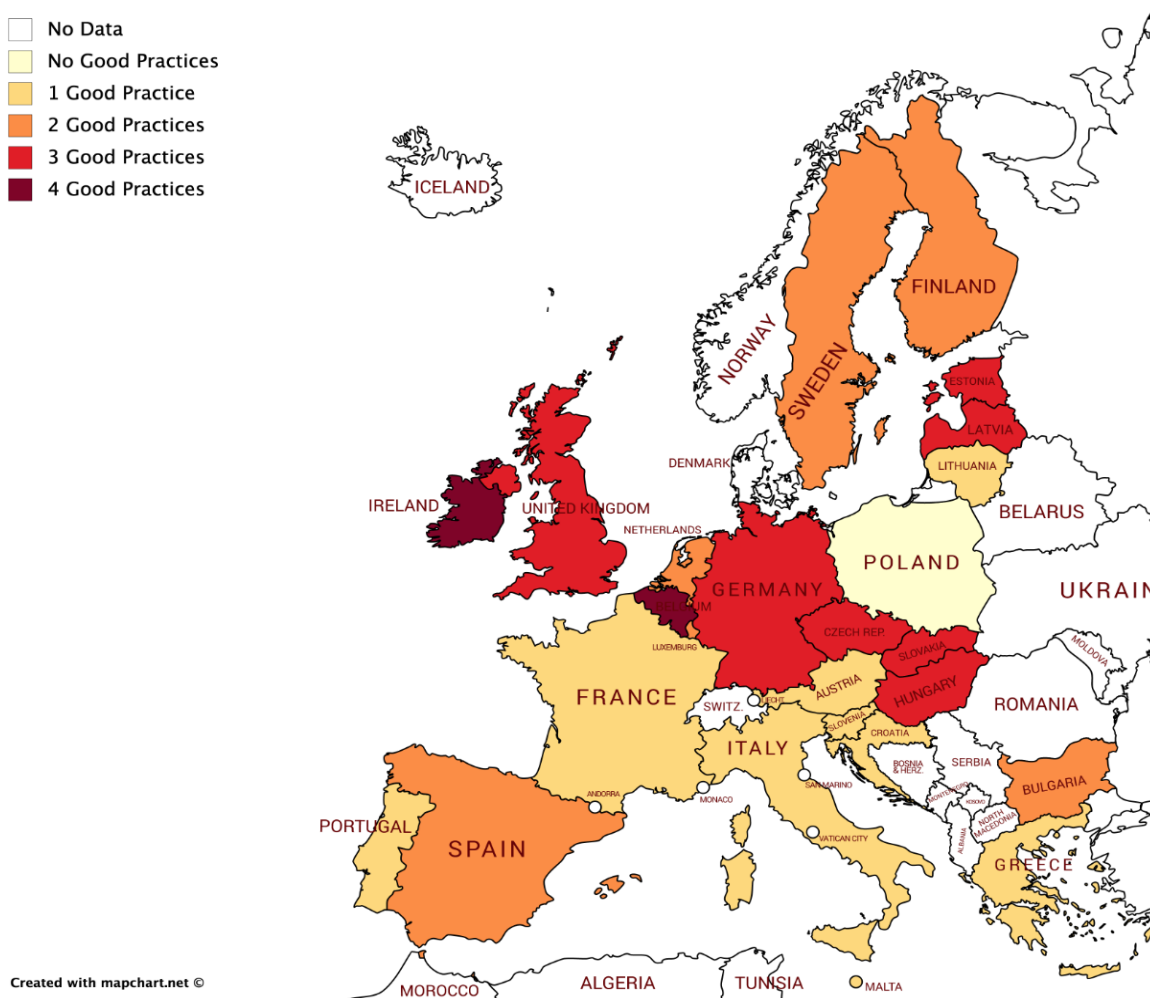 No Data
No Good Practices
1 Good Practice
2 Good Practices
3 Good Practices
4 Good Practices
ICELAND
FINLAND
NORWAY
SWEDEN
ESTONIA
LATVIA
LITHUANIA
DENMARK
IRELAND
UNITED KINGDOM
BELARUS
NETHERLANDS
POLAND
GERMANY
UKRAIN
BELGIUM
CZECH REP.
LUXEMBURG
SLOVAKIA
MOLDOVA
AUSTRIA
HUNGARY
FRANCE
LIECHT.
SWITZ.
ROMANIA
SLOVENIA
CROATIA
ITALY
BOSNIA
& HERZ.
SERBIA
SAN MARINO
BULGARIA
ANDORRA
MONACO
MONTENEGRO
KOSOVO
NORTH
MACEDONIA
PORTUGAL
VATICAN CITY
ALBANIA
SPAIN
GREECE
Created with mapchart.net ©
MOROCCO
ALGERIA
TUNISIA
MALTA